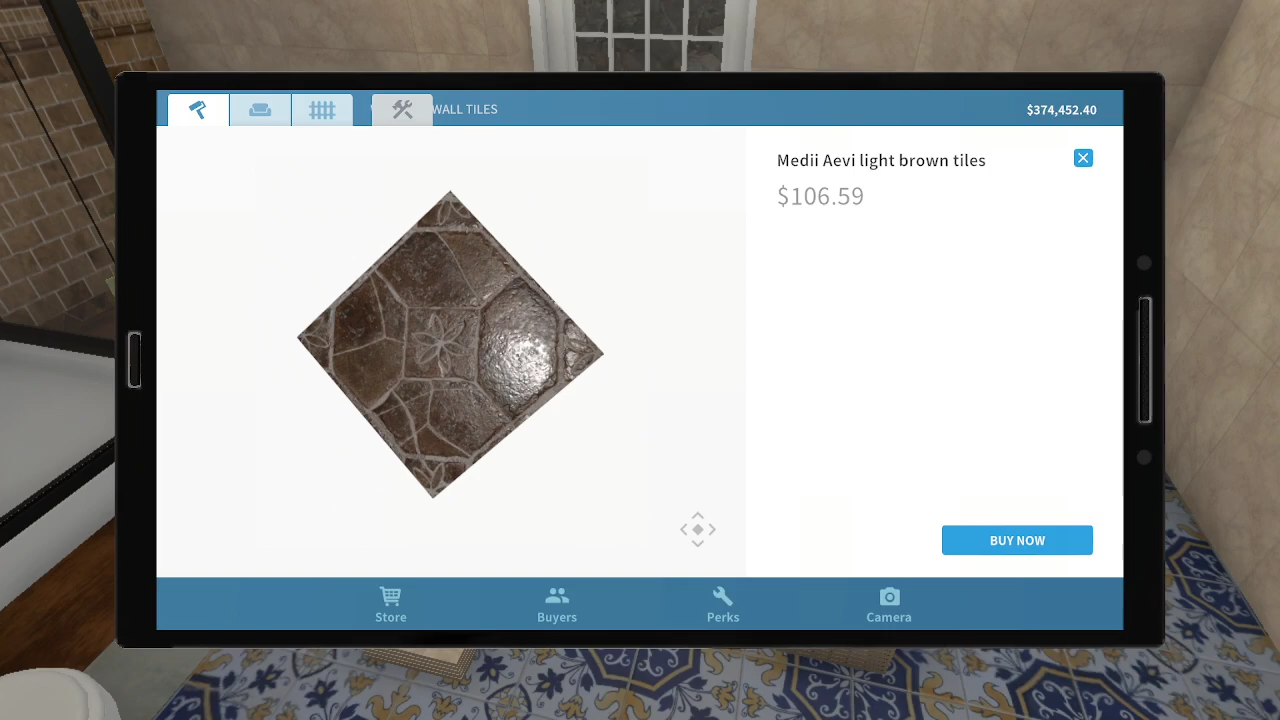 WALL TILES
$374,452.40
Medii Aevi light brown tiles
$106.59
BUY NOW
Store
Buyers
Perks
Camera